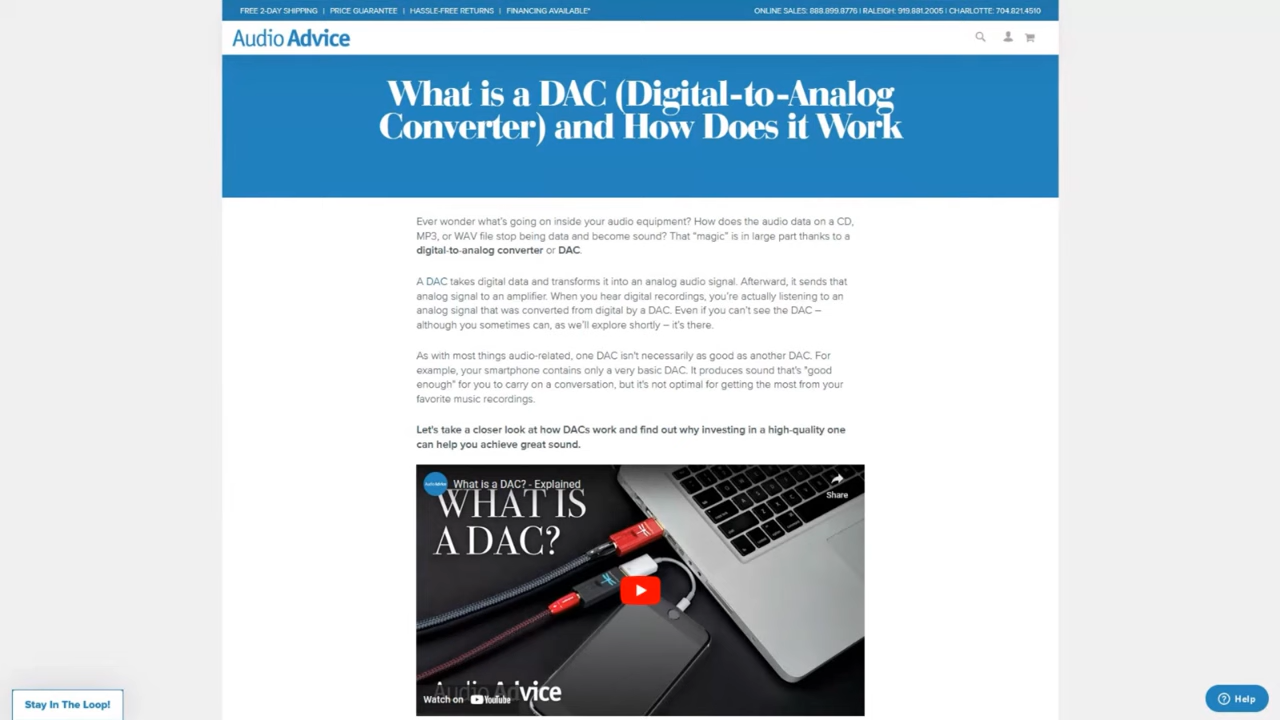 FREE 2-DAY SHIPPING | PRICE GUARANTEE | HASSLE-FREE RETURNS | FINANCING AVAILABLE*
ONLINE SALES: 888.899.8776 | RALEIGH: 919.881.2005 | CHARLOTTE: 704.821.4510
Audio Advice
What is a DAC (Digital-to-Analog
Converter) and How Does it Work
Ever wonder what's going on inside your audio equipment? How does the audio data on a CD,
MP3, or WAV file stop being data and become sound? That “magic” is in large part thanks to a
digital-to-analog converter or DAC.
A DAC takes digital data and transforms it into an analog audio signal. Afterward, it sends that
analog signal to an amplifier. When you hear digital recordings, you're actually listening to an
analog signal that was converted from digital by a DAC. Even if you can't see the DAC –
although you sometimes can, as we'll explore shortly – it's there.
As with most things audio-related, one DAC isn't necessarily as good as another DAC. For
example, your smartphone contains only a very basic DAC. It produces sound that's "good
enough" for you to carry on a conversation, but it's not optimal for getting the most from your
favorite music recordings.
Let's take a closer look at how DACs work and find out why investing in a high-quality one
can help you achieve great sound.
Audio Advice
What is a DAC? - Explained
Share
WHAT IS
A DAC?
Audio Advice
Watch on YouTube
Stay In The Loop!
Help